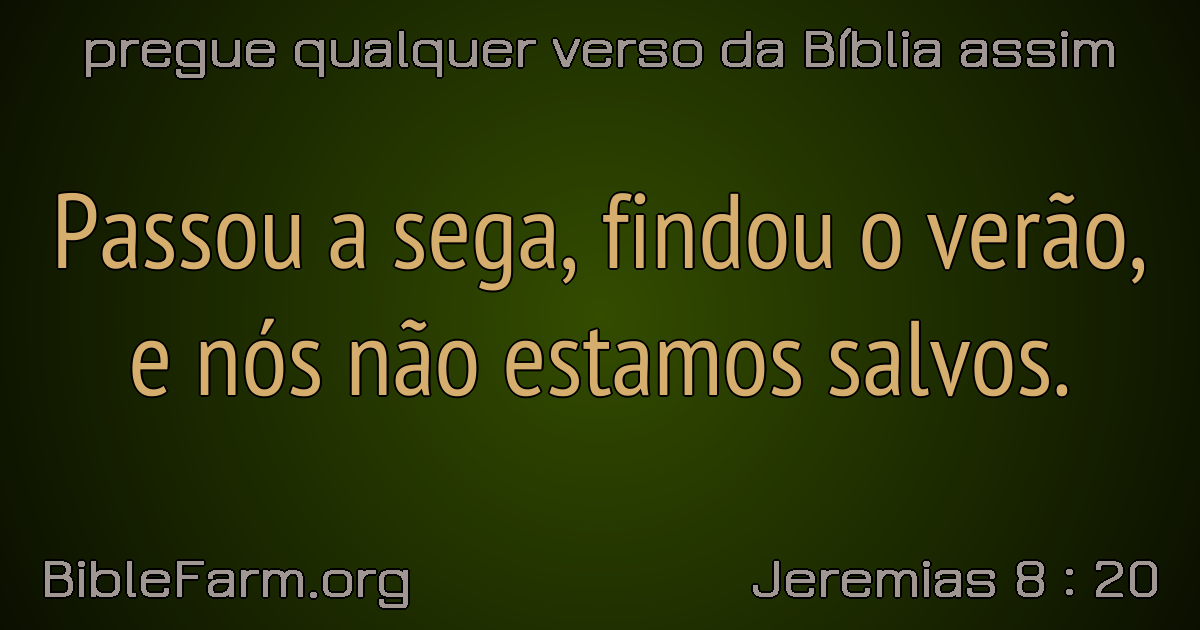 pregue qualquer verso da Bíblia assim
Passou a sega, findou o verão,
e nós não estamos salvos.
BibleFarm.org
Jeremias 8 : 20